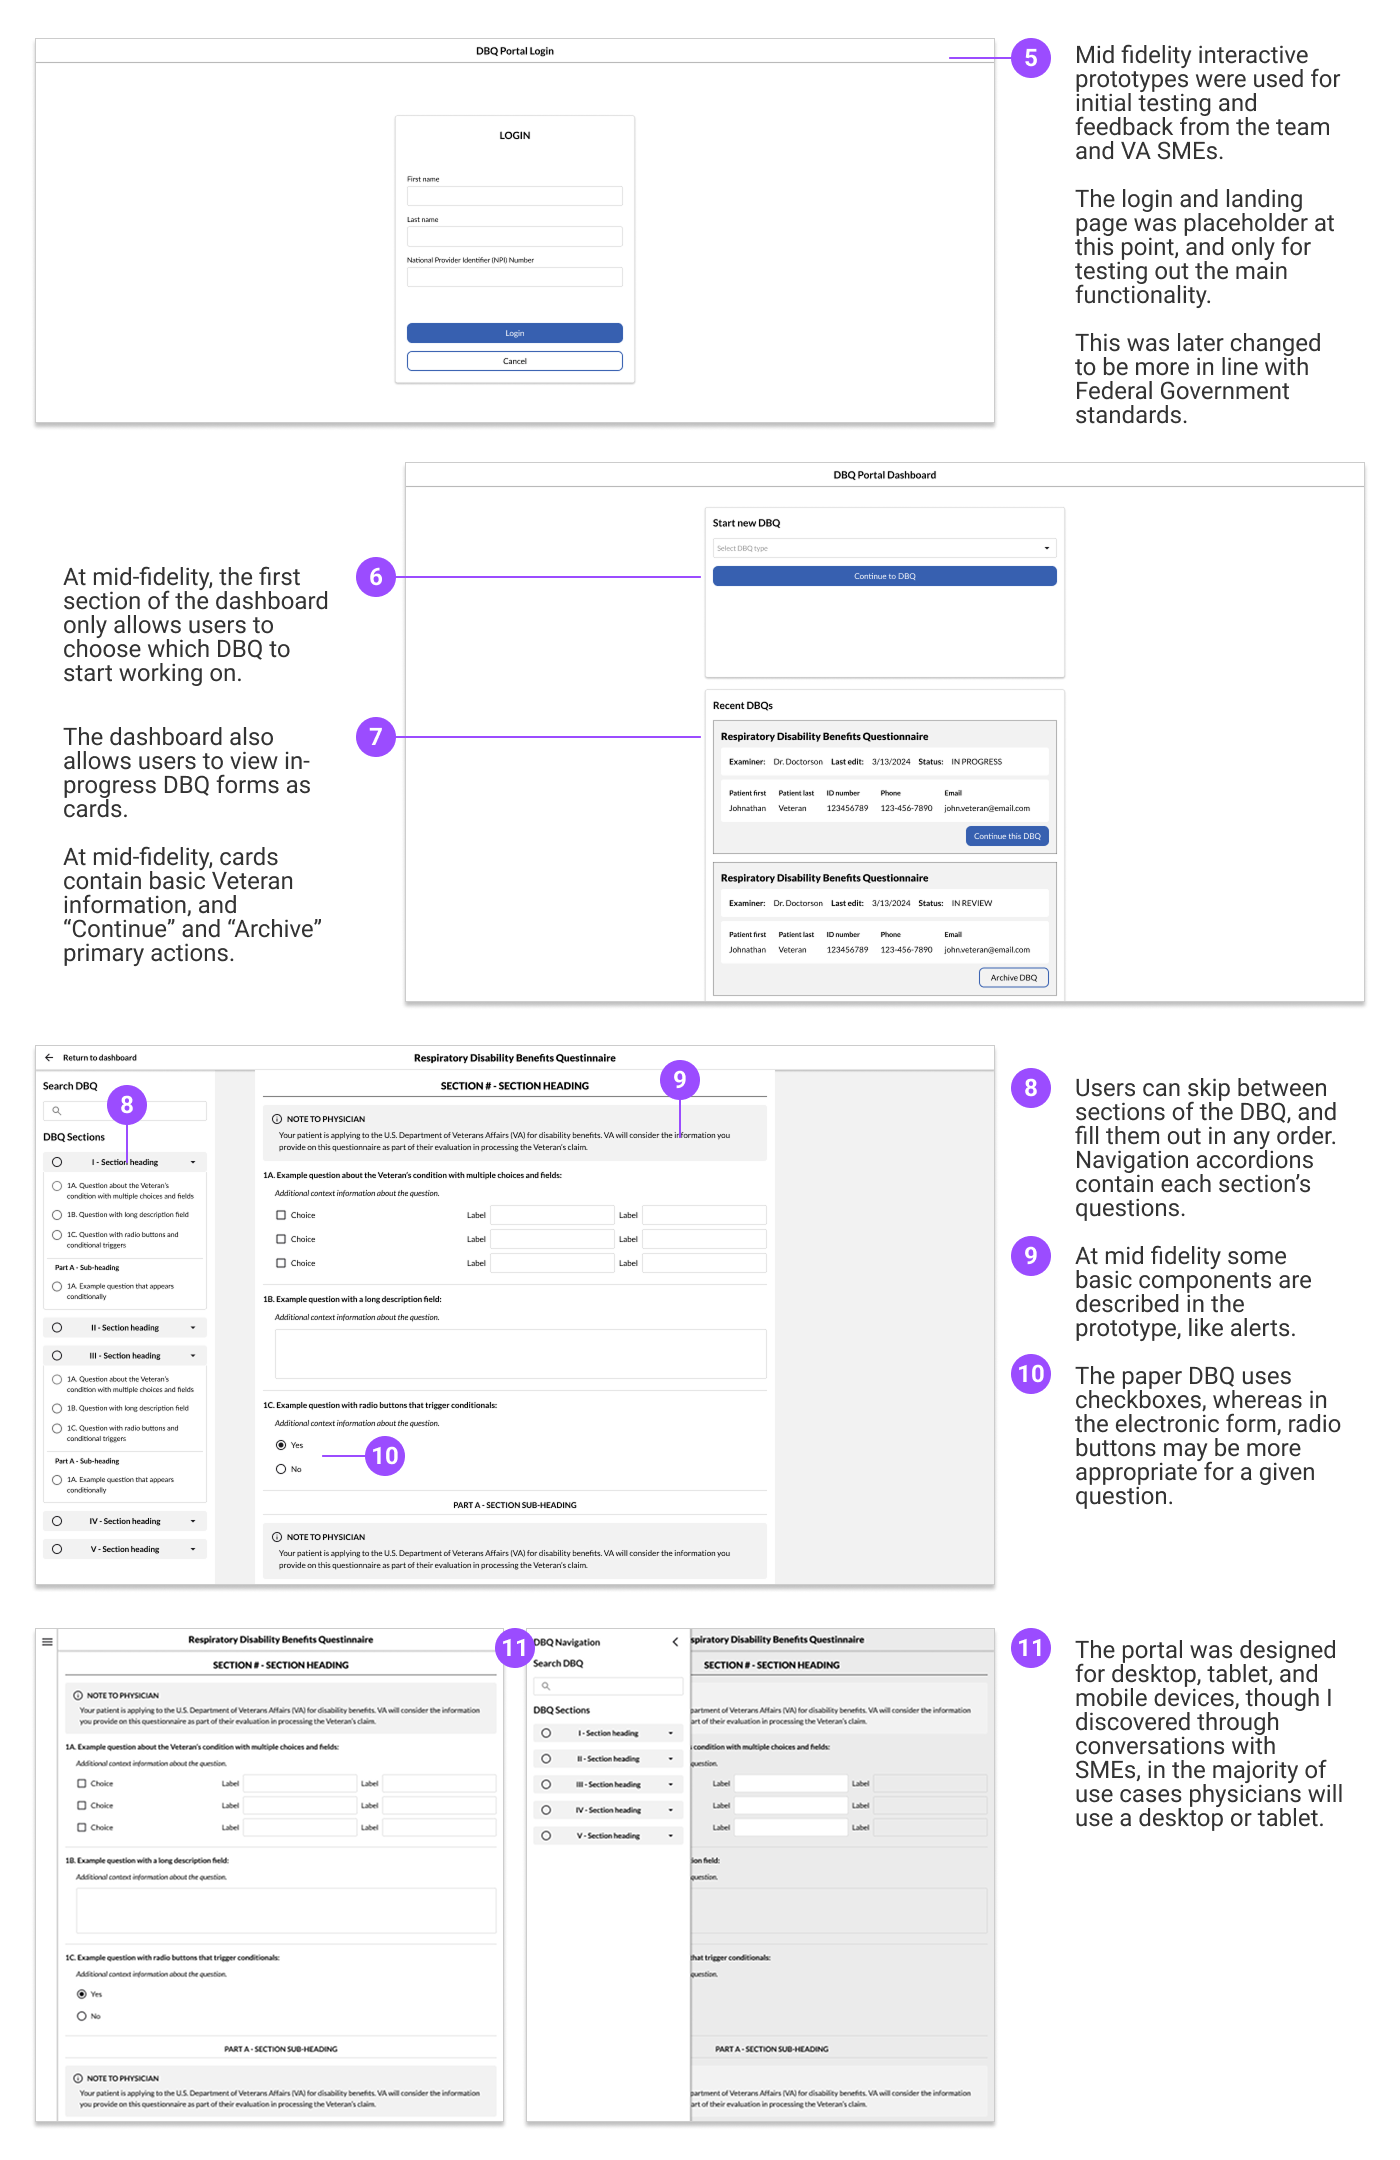 DBQ Portal Login
LOGIN
First name
Last name
National Provider Identifier (NPI) Number
Login
Cancel
5
Mid fidelity interactive
prototypes were used for
initial testing and
feedback from the team
and VA SMEs.
The login and landing
page was placeholder at
this point, and only for
testing out the main
functionality.
This was later changed
to be more in line with
Federal Government
standards.
At mid-fidelity, the first
section of the dashboard
only allows users to
choose which DBQ to
start working on.
6
The dashboard also
allows users to view in-
progress DBQ forms as
cards.
At mid-fidelity, cards
contain basic Veteran
information, and
“Continue” and “Archive”
primary actions.
7
DBQ Portal Dashboard
Start new DBQ
Select DBQ type
Continue to DBQ
Recent DBQs
Respiratory Disability Benefits Questionnaire
Examiner: Dr. Doctorson Last edit: 3/13/2024 Status: IN PROGRESS
Patient first Patient last ID number Phone Email
Johnathan Veteran 123456789 123-456-7890 john.veteran@email.com
Continue this DBQ
Respiratory Disability Benefits Questionnaire
Examiner: Dr. Doctorson Last edit: 3/13/2024 Status: IN REVIEW
Patient first Patient last ID number Phone Email
Johnathan Veteran 123456789 123-456-7890 john.veteran@email.com
Archive DBQ
Return to dashboard
Respiratory Disability Benefits Questinnaire
Search DBQ
8
DBQ Sections
I - Section heading
1A. Question about the Veteran's
condition with multiple choices and fields
1B. Question with long description field
1C. Question with radio buttons and
conditional triggers
Part A - Sub-heading
1A. Example question that appears
conditionally
II - Section heading
III - Section heading
1A. Question about the Veteran's
condition with multiple choices and fields
1B. Question with long description field
1C. Question with radio buttons and
conditional triggers
Part A - Sub-heading
1A. Example question that appears
conditionally
IV - Section heading
V - Section heading
SECTION # - SECTION HEADING
9
NOTE TO PHYSICIAN
Your patient is applying to the U.S. Department of Veterans Affairs (VA) for disability benefits. VA will consider the information you
provide on this questionnaire as part of their evaluation in processing the Veteran's claim.
1A. Example question about the Veteran's condition with multiple choices and fields:
Additional context information about the question.
Choice Label Label
Choice Label Label
Choice Label Label
1B. Example question with a long description field:
Additional context information about the question.
1C. Example question with radio buttons that trigger conditionals:
Additional context information about the question.
Yes
10
No
PART A - SECTION SUB-HEADING
NOTE TO PHYSICIAN
Your patient is applying to the U.S. Department of Veterans Affairs (VA) for disability benefits. VA will consider the information you
provide on this questionnaire as part of their evaluation in processing the Veteran's claim.
8
Users can skip between
sections of the DBQ, and
fill them out in any order.
Navigation accordions
contain each section’s
questions.
9
At mid fidelity some
basic components are
described in the
prototype, like alerts.
10
The paper DBQ uses
checkboxes, whereas in
the electronic form, radio
buttons may be more
appropriate for a given
question.
Respiratory Disability Benefits Questinnaire
SECTION # - SECTION HEADING
NOTE TO PHYSICIAN
Your patient is applying to the U.S. Department of Veterans Affairs (VA) for disability benefits. VA will consider the information
you provide on this questionnaire as part of their evaluation in processing the Veteran's claim.
1A. Example question about the Veteran's condition with multiple choices and fields:
Additional context information about the question.
Choice Label Label
Choice Label Label
Choice Label Label
1B. Example question with a long description field:
Additional context information about the question.
1C. Example question with radio buttons that trigger conditionals:
Additional context information about the question.
Yes
No
PART A - SECTION SUB-HEADING
NOTE TO PHYSICIAN
Your patient is applying to the U.S. Department of Veterans Affairs (VA) for disability benefits. VA will consider the information
you provide on this questionnaire as part of their evaluation in processing the Veteran's claim.
11
DBQ Navigation
Search DBQ
DBQ Sections
I - Section heading
II - Section heading
III - Section heading
IV - Section heading
V - Section heading
spiratory Disability Benefits Questinnaire
SECTION # - SECTION HEADING
artment of Veterans Affairs (VA) for disability benefits. VA will consider the information
art of their evaluation in processing the Veteran's claim.
condition with multiple choices and fields:
question.
Label Label
Label Label
Label Label
ion field:
question.
that trigger conditionals:
question.
PART A - SECTION SUB-HEADING
artment of Veterans Affairs (VA) for disability benefits. VA will consider the information
art of their evaluation in processing the Veteran's claim.
11
The portal was designed
for desktop, tablet, and
mobile devices, though I
discovered through
conversations with
SMEs, in the majority of
use cases physicians will
use a desktop or tablet.